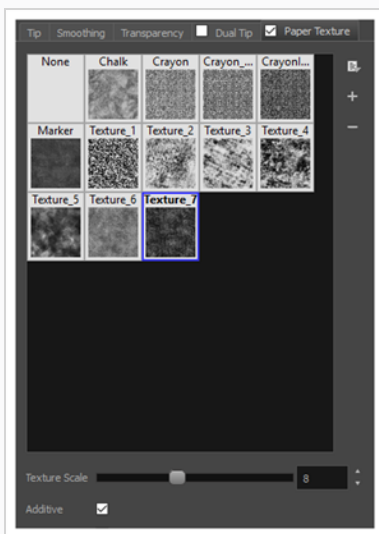 Tip Smoothing Transparency Dual Tip Paper Texture
None Chalk Crayon Crayon_... Crayonl...
Marker Texture_1 Texture_2 Texture_3 Texture_4
Texture_5 Texture_6 Texture_7
Texture Scale 8
Additive